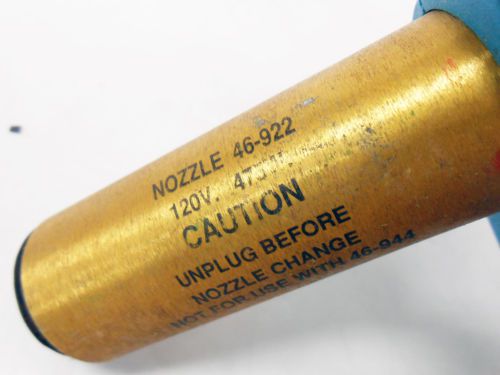 NOZZLE 46-922
120V.
CAUTION
UNPLUG BEFORE
NOZZLE CHANGE
NOT FOR USE WITH 46-944